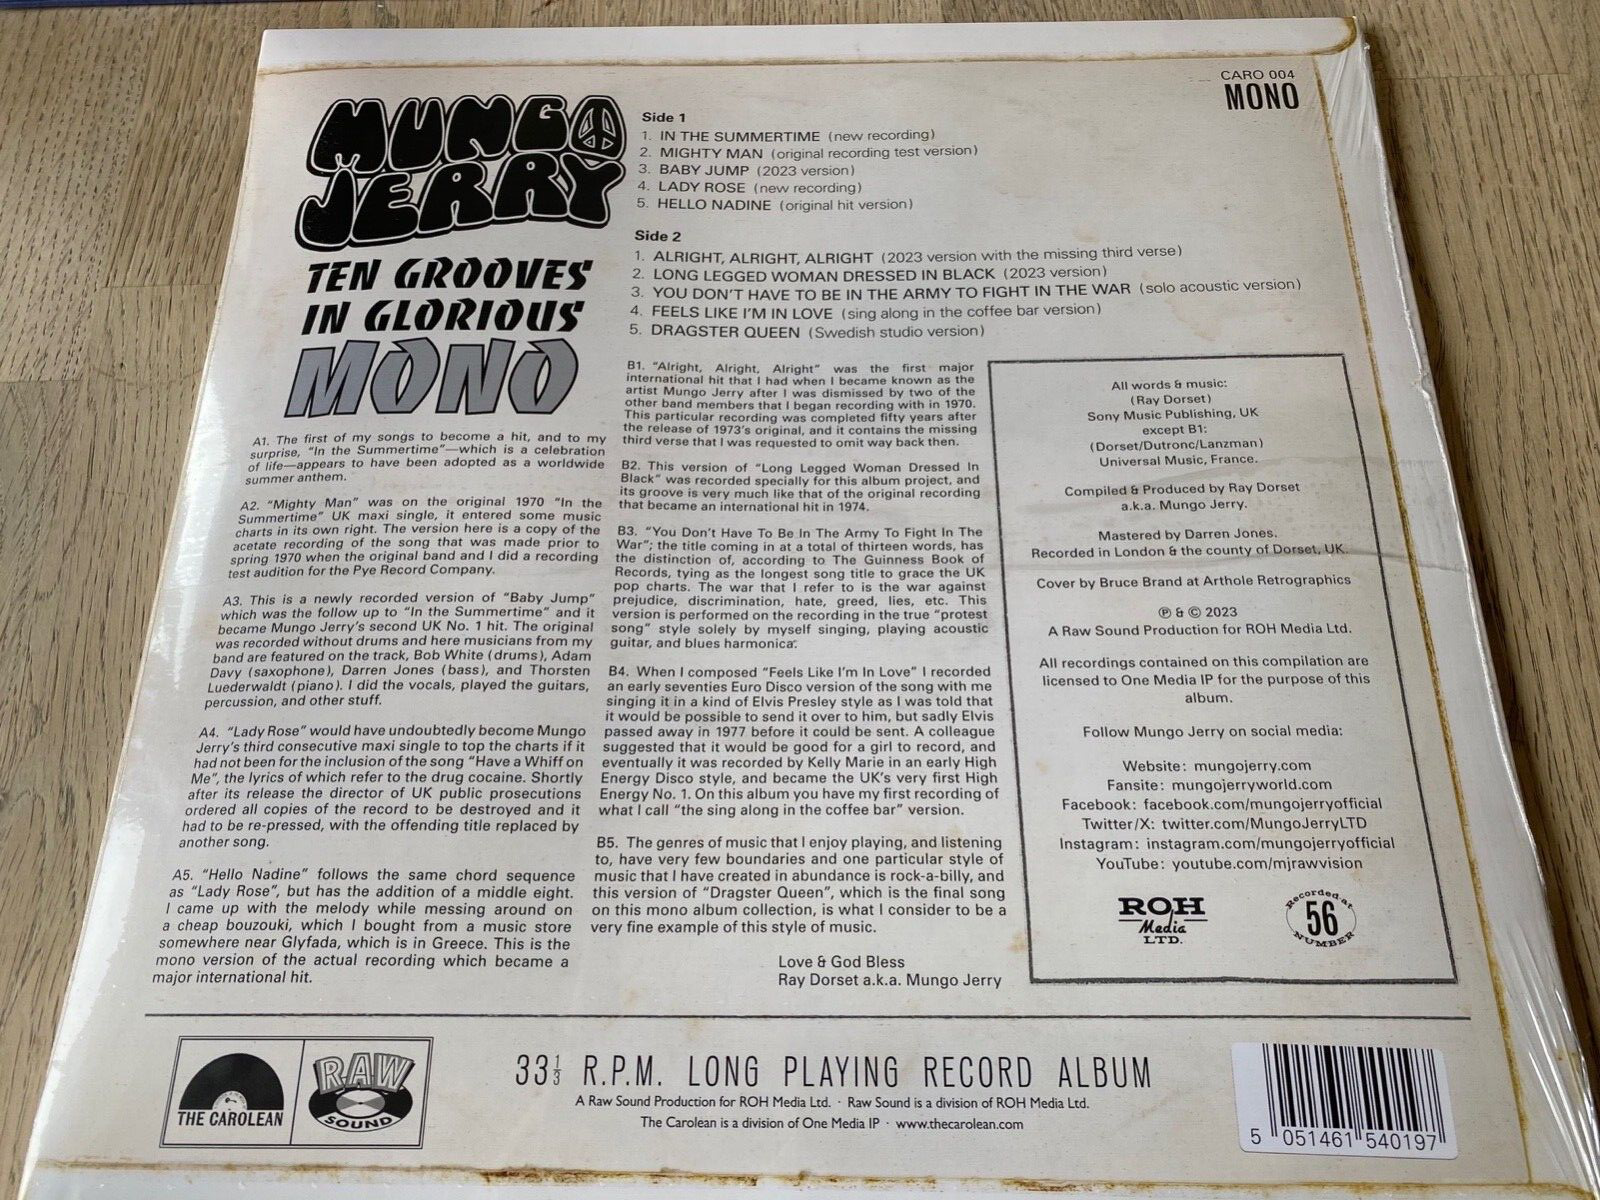 CARO 004
MONO
MUNGO
JERRY
TEN GROOVES
IN GLORIOUS
MONO
Side 1
1. IN THE SUMMERTIME (new recording)
2. MIGHTY MAN (original recording test version)
3. BABY JUMP (2023 version)
4. LADY ROSE (new recording)
5. HELLO NADINE (original hit version)
Side 2
1. ALRIGHT, ALRIGHT, ALRIGHT (2023 version with the missing third verse)
2. LONG LEGGED WOMAN DRESSED IN BLACK (2023 version)
3. YOU DON'T HAVE TO BE IN THE ARMY TO FIGHT IN THE WAR (solo acoustic version)
4. FEELS LIKE I'M IN LOVE (sing along in the coffee bar version)
5. DRAGSTER QUEEN (Swedish studio version)
A1. The first of my songs to become a hit, and to my
surprise, "In the Summertime"—which is a celebration
of life—appears to have been adopted as a worldwide
summer anthem.
A2. "Mighty Man" was on the original 1970 "In the
Summertime" UK maxi single, it entered some music
charts in its own right. The version here is a copy of the
acetate recording of the song that was made prior to
spring 1970 when the original band and I did a recording
test audition for the Pye Record Company.
A3. This is a newly recorded version of "Baby Jump"
which was the follow up to "In the Summertime" and it
became Mungo Jerry's second UK No. 1 hit. The original
was recorded without drums and here musicians from my
band are featured on the track, Bob White (drums), Adam
Davy (saxophone), Darren Jones (bass), and Thorsten
Luederwaldt (piano). I did the vocals, played the guitars,
percussion, and other stuff.
A4. "Lady Rose" would have undoubtedly become Mungo
Jerry's third consecutive maxi single to top the charts if it
had not been for the inclusion of the song "Have a Whiff on
Me", the lyrics of which refer to the drug cocaine. Shortly
after its release the director of UK public prosecutions
ordered all copies of the record to be destroyed and it
had to be re-pressed, with the offending title replaced by
another song.
A5. "Hello Nadine" follows the same chord sequence
as "Lady Rose", but has the addition of a middle eight.
I came up with the melody while messing around on
a cheap bouzouki, which I bought from a music store
somewhere near Glyfada, which is in Greece. This is the
mono version of the actual recording which became a
major international hit.
B1. "Alright, Alright, Alright" was the first major
international hit that I had when I became known as the
artist Mungo Jerry after I was dismissed by two of the
other band members that I began recording with in 1970.
This particular recording was completed fifty years after
the release of 1973's original, and it contains the missing
third verse that I was requested to omit way back then.
B2. This version of "Long Legged Woman Dressed In
Black" was recorded specially for this album project, and
its groove is very much like that of the original recording
that became an international hit in 1974.
B3. "You Don't Have To Be In The Army To Fight In The
War"; the title coming in at a total of thirteen words, has
the distinction of, according to The Guinness Book of
Records, tying as the longest song title to grace the UK
pop charts. The war that I refer to is the war against
prejudice, discrimination, hate, greed, lies, etc. This
version is performed on the recording in the true "protest
song" style solely by myself singing, playing acoustic
guitar, and blues harmonica.
B4. When I composed "Feels Like I'm In Love" I recorded
an early seventies Euro Disco version of the song with me
singing it in a kind of Elvis Presley style as I was told that
it would be possible to send it over to him, but sadly Elvis
passed away in 1977 before it could be sent. A colleague
suggested that it would be good for a girl to record, and
eventually it was recorded by Kelly Marie in an early High
Energy Disco style, and became the UK's very first High
Energy No. 1. On this album you have my first recording of
what I call "the sing along in the coffee bar" version.
B5. The genres of music that I enjoy playing, and listening
to, have very few boundaries and one particular style of
music that I have created in abundance is rock-a-billy, and
this version of "Dragster Queen", which is the final song
on this mono album collection, is what I consider to be a
very fine example of this style of music.
Love & God Bless
Ray Dorset a.k.a. Mungo Jerry
All words & music:
(Ray Dorset)
Sony Music Publishing, UK
except B1:
(Dorset/Dutronc/Lanzman)
Universal Music, France.
Compiled & Produced by Ray Dorset
a.k.a. Mungo Jerry.
Mastered by Darren Jones.
Recorded in London & the county of Dorset, UK.
Cover by Bruce Brand at Arthole Retrographics
℗ & © 2023
A Raw Sound Production for ROH Media Ltd.
All recordings contained on this compilation are
licensed to One Media IP for the purpose of this
album.
Follow Mungo Jerry on social media:
Website: mungojerry.com
Fansite: mungojerryworld.com
Facebook: facebook.com/mungojerryofficial
Twitter/X: twitter.com/MungoJerryLTD
Instagram: instagram.com/mungojerryofficial
YouTube: youtube.com/mjrawvision
ROH
Media
LTD.
Recorded at
56
NUMBER
THE CAROLEAN
RAW
SOUND
33⅓ R.P.M. LONG PLAYING RECORD ALBUM
A Raw Sound Production for ROH Media Ltd. · Raw Sound is a division of ROH Media Ltd.
The Carolean is a division of One Media IP · www.thecarolean.com
5 051461 540197